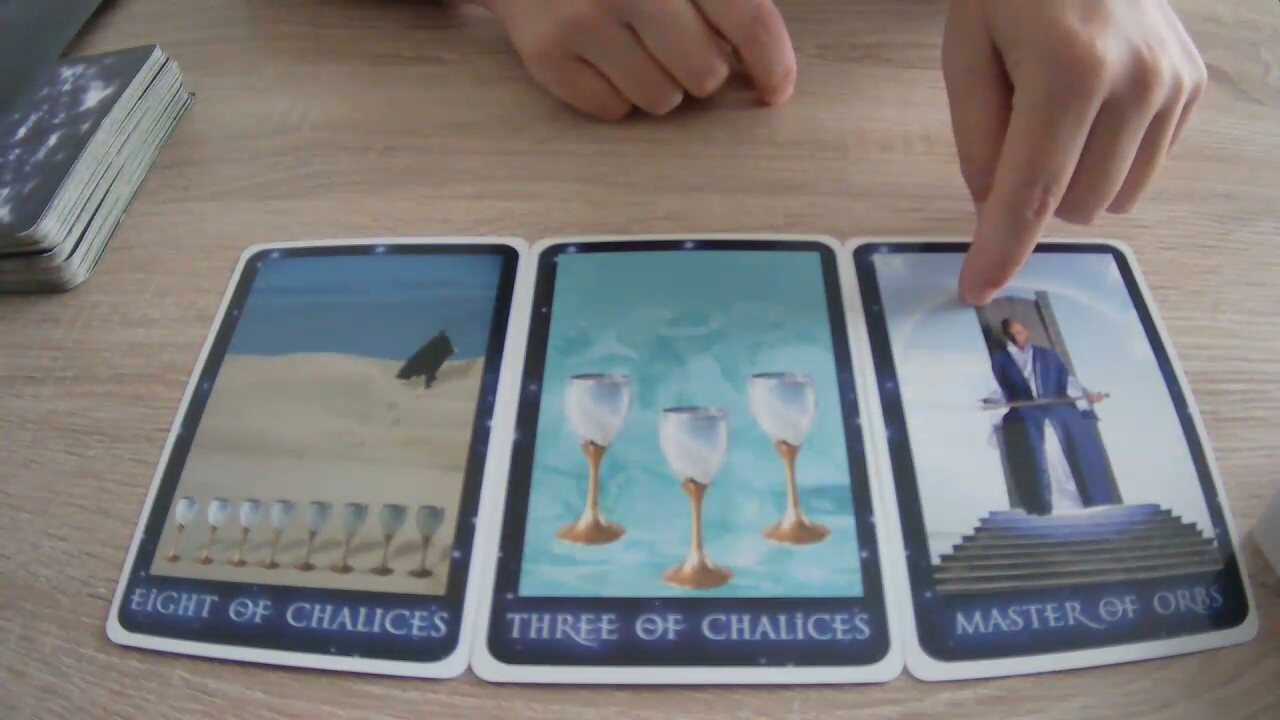 EIGHT OF CHALICES
THREE OF CHALICES
MASTER OF ORBS